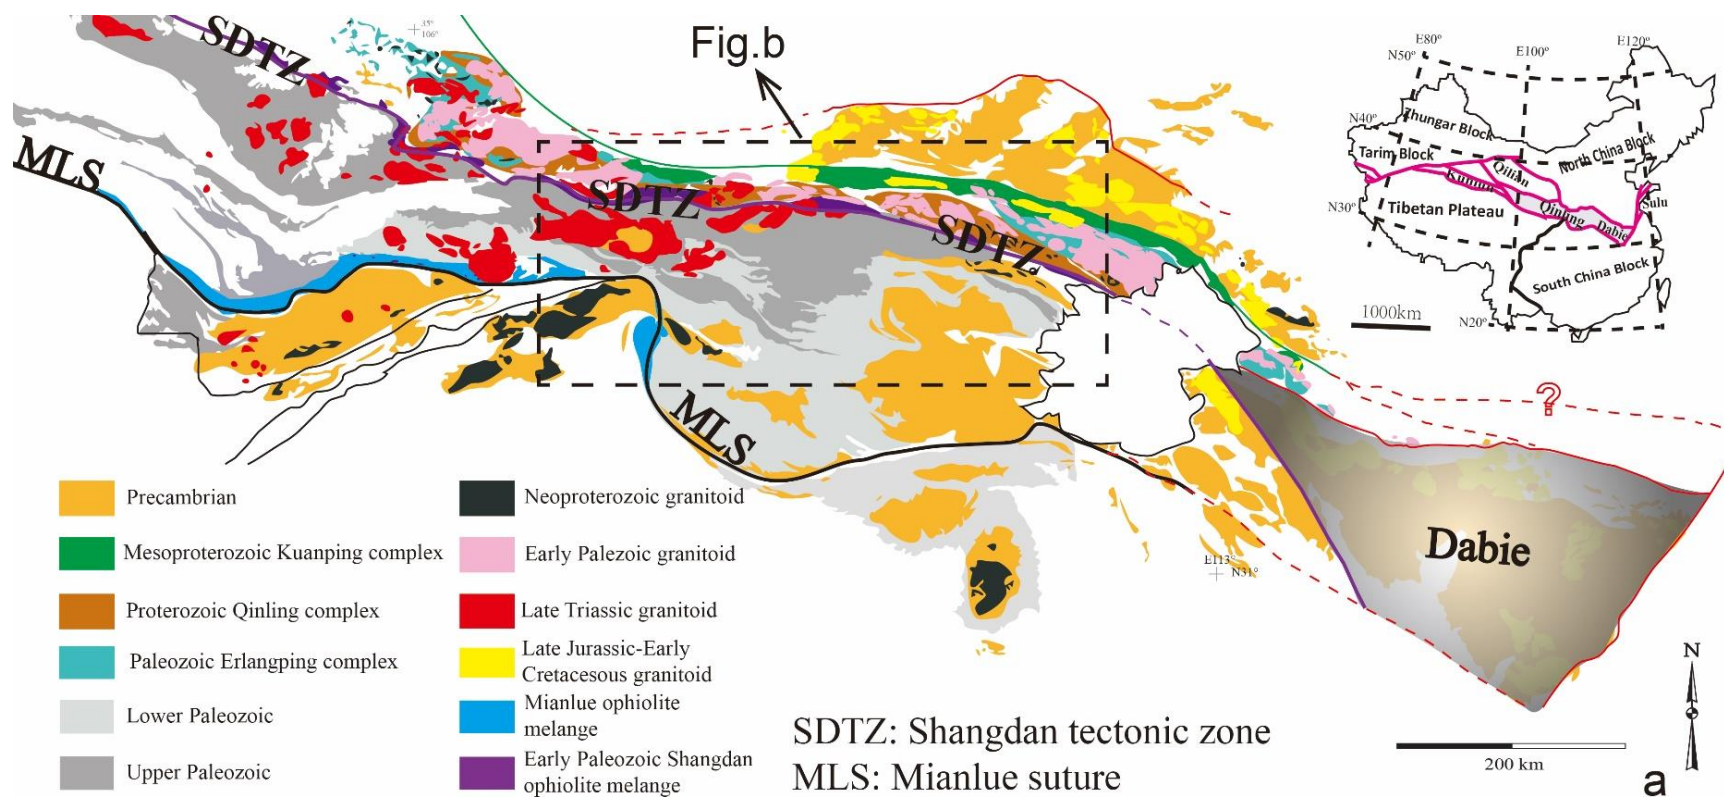 SDTZ
35°
106°
Fig.b
MLS
SDTZ
SDTZ
MLS
E80°
E100°
E120°
N50°
N40°
Zhungar Block
North China Block
Tarim Block
Qilian
Kunlun
N30°
Tibetan Plateau
Qinling
Dabie
Sulu
South China Block
1000km
N20°
?
Dabie
E113°
N31°
Precambrian
Mesoproterozoic Kuanping complex
Proterozoic Qinling complex
Paleozoic Erlangping complex
Lower Paleozoic
Upper Paleozoic
Neoproterozoic granitoid
Early Palezoic granitoid
Late Triassic granitoid
Late Jurassic-Early
Cretacesous granitoid
Mianlue ophiolite
melange
Early Paleozoic Shangdan
ophiolite melange
SDTZ: Shangdan tectonic zone
MLS: Mianlue suture
N
200 km
a